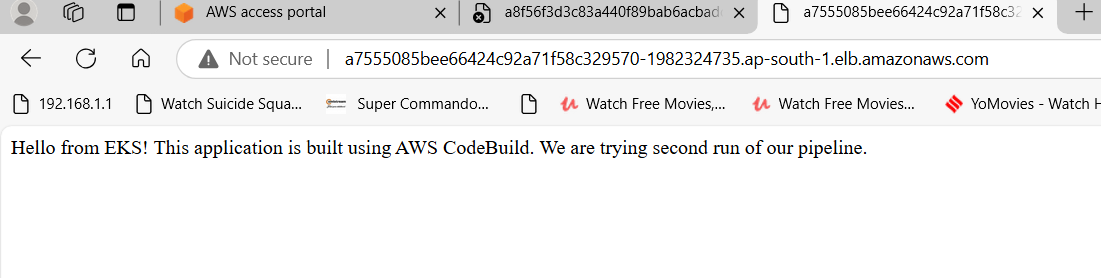 AWS access portal
a8f56f3d3c83a440f89bab6acbad
a7555085bee66424c92a71f58c32
Not secure | a7555085bee66424c92a71f58c329570-1982324735.ap-south-1.elb.amazonaws.com
192.168.1.1 Watch Suicide Squa... Super Commando... Watch Free Movies,... Watch Free Movies... YoMovies - Watch H
Hello from EKS! This application is built using AWS CodeBuild. We are trying second run of our pipeline.